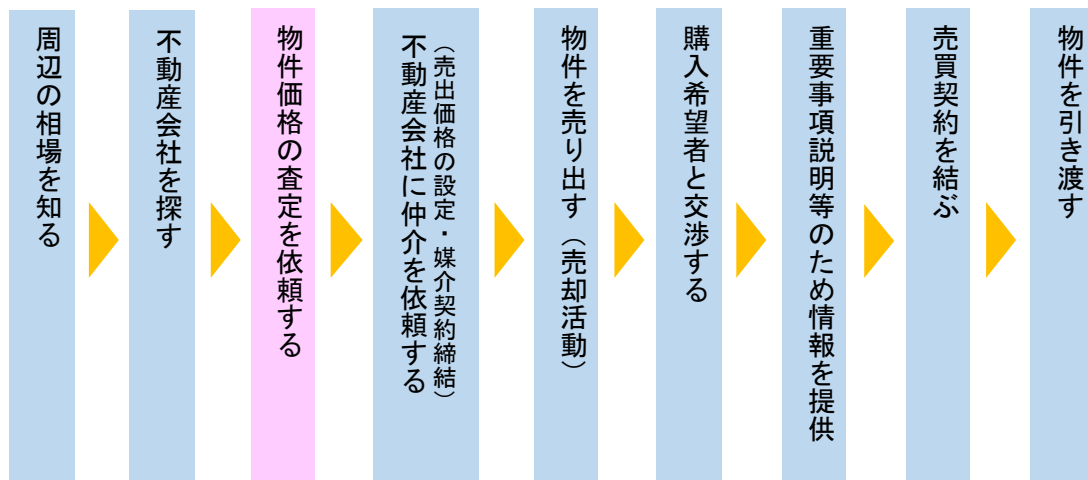 周辺の相場を知る
不動産会社を探す
物件価格の査定を依頼する
不動産会社に仲介を依頼する
（売出価格の設定・媒介契約締結）
物件を売り出す（売却活動）
購入希望者と交渉する
重要事項説明等のため情報を提供
売買契約を結ぶ
物件を引き渡す